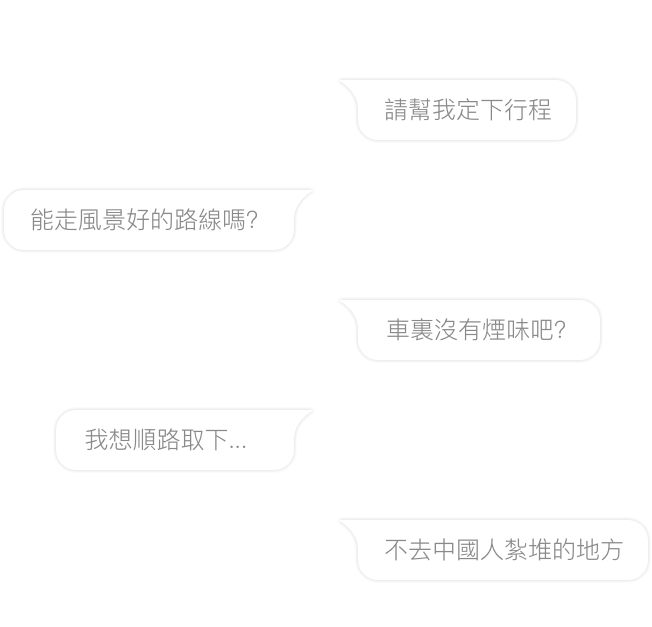 請幫我定下行程
能走風景好的路線嗎?
車裏沒有煙味吧?
我想順路取下...
不去中國人紮堆的地方